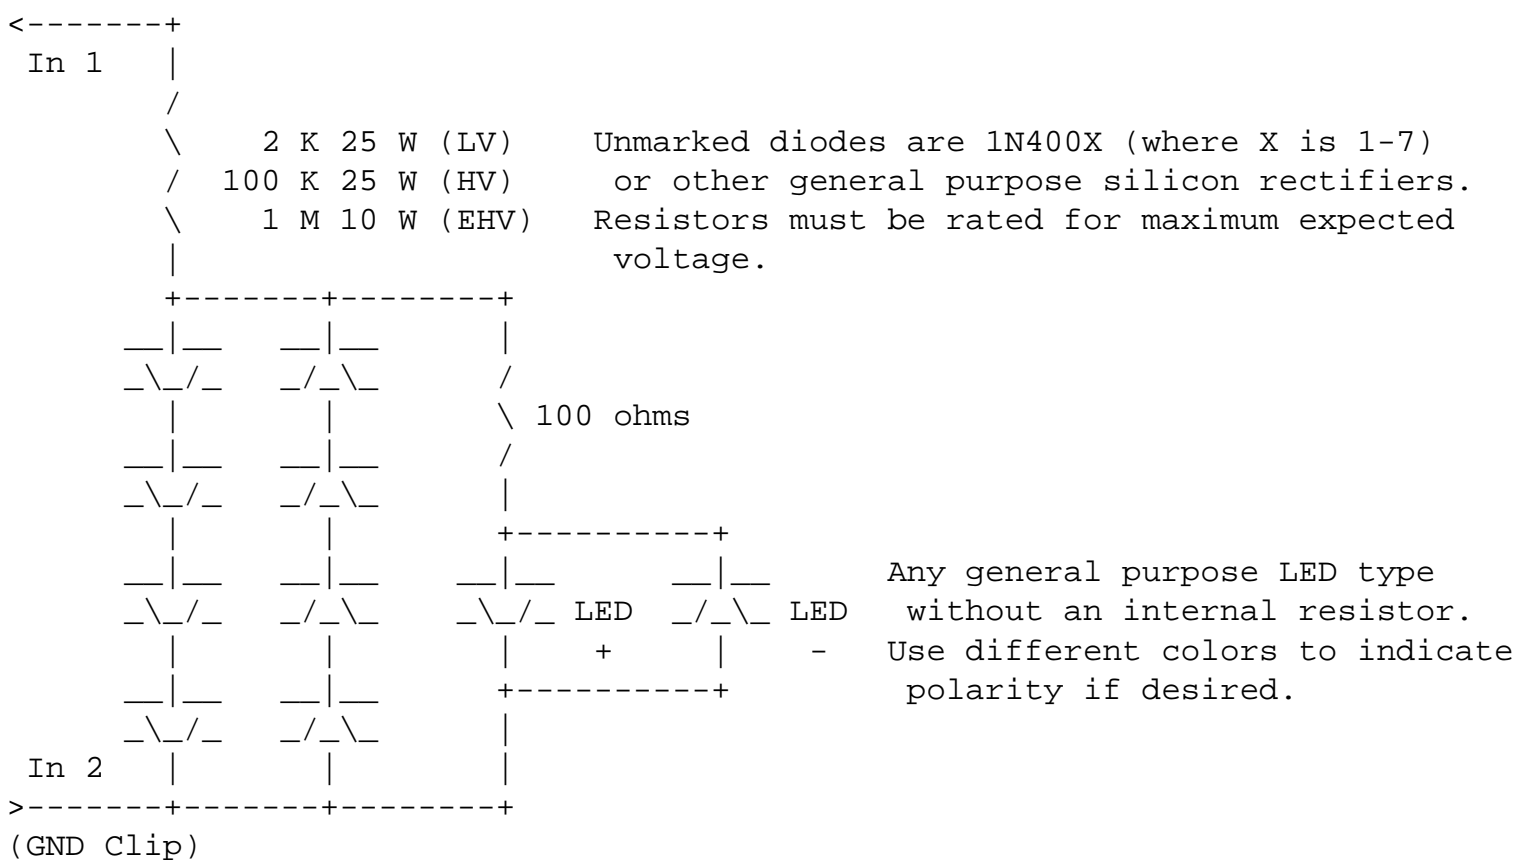 In 1
2 K 25 W (LV) Unmarked diodes are 1N400X (where X is 1-7)
100 K 25 W (HV) or other general purpose silicon rectifiers.
1 M 10 W (EHV) Resistors must be rated for maximum expected
voltage.
100 ohms
Any general purpose LED type
LED LED without an internal resistor.
+ - Use different colors to indicate
polarity if desired.
In 2
(GND Clip)